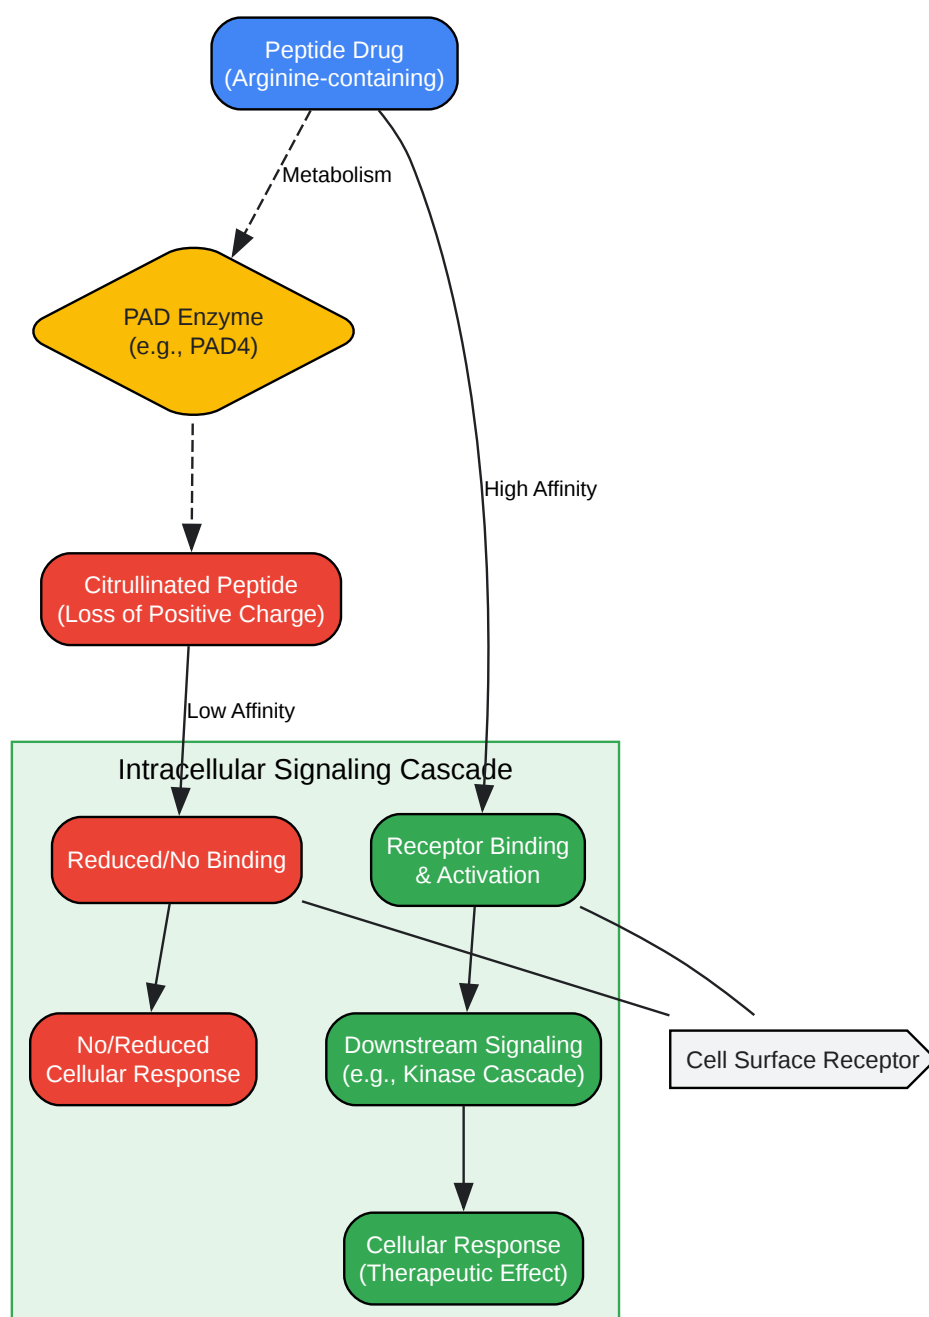 Peptide Drug
(Arginine-containing)
Metabolism
PAD Enzyme
(e.g., PAD4)
High Affinity
Citrullinated Peptide
(Loss of Positive Charge)
Low Affinity
Intracellular Signaling Cascade
Reduced/No Binding
Receptor Binding
& Activation
No/Reduced
Cellular Response
Downstream Signaling
(e.g., Kinase Cascade)
Cell Surface Receptor
Cellular Response
(Therapeutic Effect)